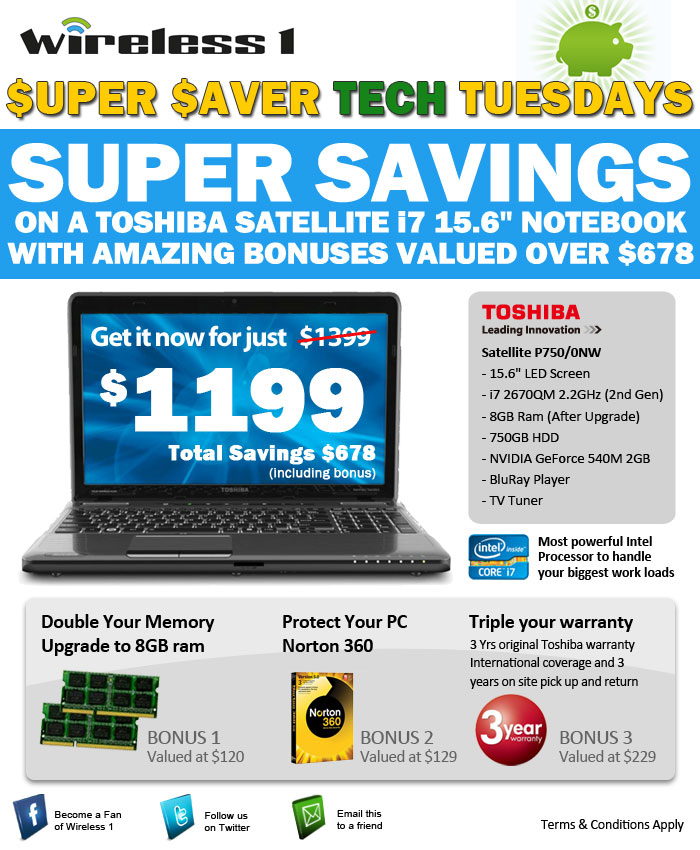 wireless 1
$
$UPER $AVER TECH TUESDAYS
SUPER SAVINGS
ON A TOSHIBA SATELLITE i7 15.6" NOTEBOOK
WITH AMAZING BONUSES VALUED OVER $678
Get it now for just $1399
$1199
Total Savings $678
(including bonus)
TOSHIBA
TOSHIBA
Leading Innovation >>>
Satellite P750/0NW
- 15.6" LED Screen
- i7 2670QM 2.2GHz (2nd Gen)
- 8GB Ram (After Upgrade)
- 750GB HDD
- NVIDIA GeForce 540M 2GB
- BluRay Player
- TV Tuner
intel inside
CORE i7
Most powerful Intel
Processor to handle
your biggest work loads
Double Your Memory
Upgrade to 8GB ram
BONUS 1
Valued at $120
Protect Your PC
Norton 360
Norton
360
BONUS 2
Valued at $129
Triple your warranty
3 Yrs original Toshiba warranty
International coverage and 3
years on site pick up and return
3 year
warranty
BONUS 3
Valued at $229
f
Become a Fan
of Wireless 1
t
Follow us
on Twitter
Email this
to a friend
Terms & Conditions Apply